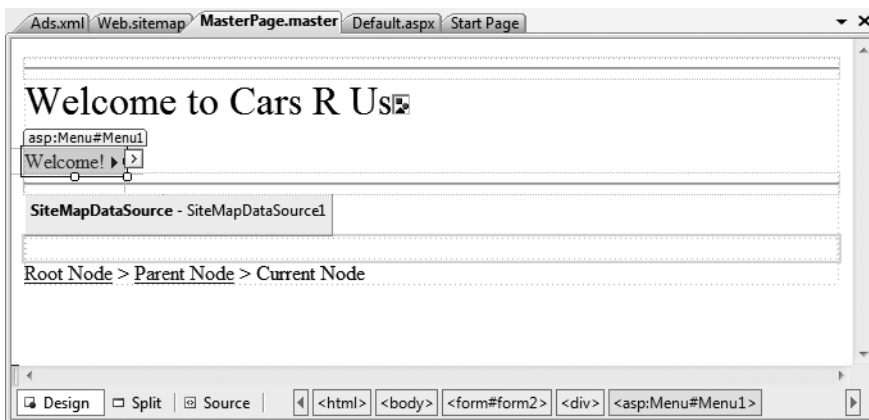 Ads.xml Web.sitemap MasterPage.master Default.aspx Start Page
Welcome to Cars R Us
asp:Menu#Menu1
Welcome!
SiteMapDataSource - SiteMapDataSource1
Root Node > Parent Node > Current Node
Design Split Source <html> <body> <form#form2> <div> <asp:Menu#Menu1>